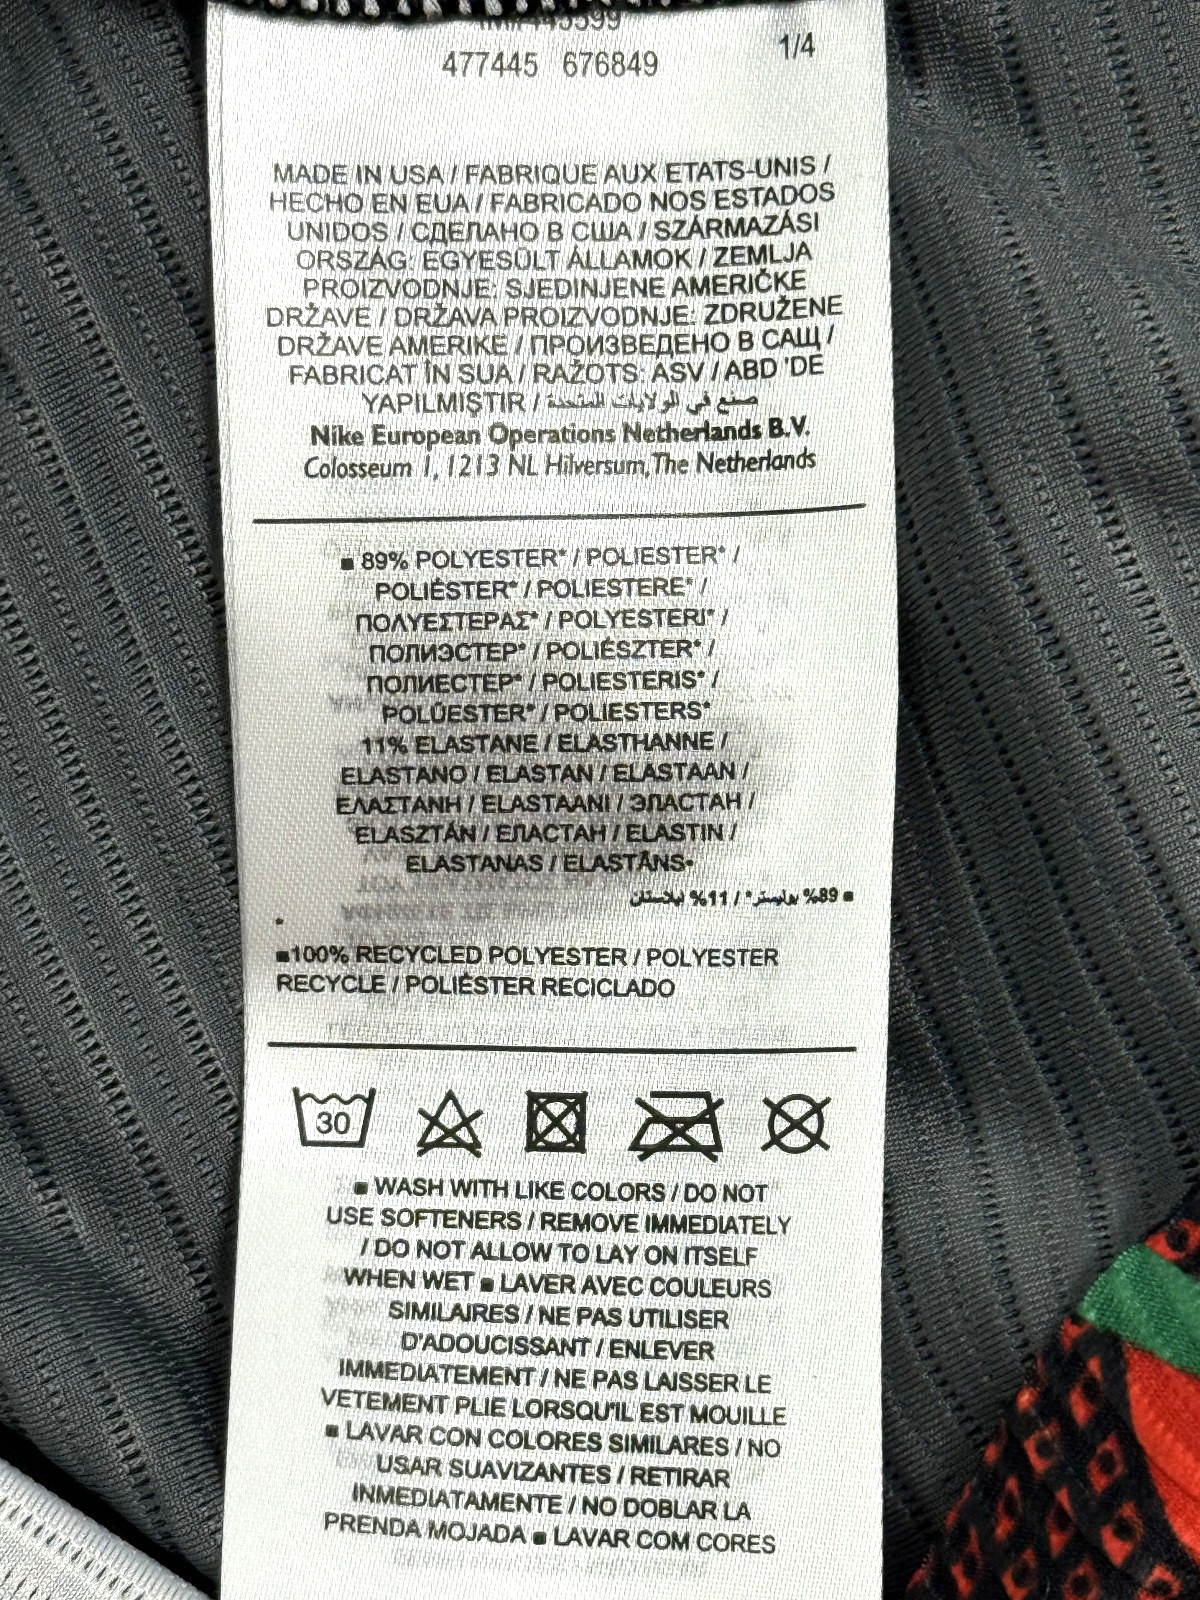 477445 676849
1/4
MADE IN USA / FABRIQUE AUX ETATS-UNIS /
HECHO EN EUA / FABRICADO NOS ESTADOS
UNIDOS / СДЕЛАНО В США / SZÁRMAZÁSI
ORSZÁG: EGYESÜLT ÁLLAMOK / ZEMLJA
PROIZVODNJE: SJEDINJENE AMERIČKE
DRŽAVE / DRŽAVA PROIZVODNJE: ZDRUŽENE
DRŽAVE AMERIKE / ПРОИЗВЕДЕНО В САЩ /
FABRICAT ÎN SUA / RAŽOTS: ASV / ABD 'DE
YAPILMIŞTIR / صنع في الولايات المتحدة
Nike European Operations Netherlands B.V.
Colosseum 1, 1213 NL Hilversum, The Netherlands
■ 89% POLYESTER* / POLIESTER* /
POLIÉSTER* / POLIESTERE* /
ΠΟΛΥΕΣΤΕΡΑΣ* / POLYESTERI* /
ПОЛИЭСТЕР* / POLIÉSZTER* /
ПОЛИЕСТЕР* / POLIESTERIS* /
POLÜESTER* / POLIESTERS*
11% ELASTANE / ELASTHANNE /
ELASTANO / ELASTAN / ELASTAAN /
ΕΛΑΣΤΑΝΗ / ELASTAANI / ЭЛАСТАН /
ELASZTÁN / ЕЛАСТАН / ELASTIN /
ELASTANAS / ELASTĀNS•
■ 89% بوليستر* / 11% إيلاستان
*
■100% RECYCLED POLYESTER / POLYESTER
RECYCLE / POLIÉSTER RECICLADO
30
■ WASH WITH LIKE COLORS / DO NOT
USE SOFTENERS / REMOVE IMMEDIATELY
/ DO NOT ALLOW TO LAY ON ITSELF
WHEN WET ■ LAVER AVEC COULEURS
SIMILAIRES / NE PAS UTILISER
D'ADOUCISSANT / ENLEVER
IMMEDIATEMENT / NE PAS LAISSER LE
VETEMENT PLIE LORSQU'IL EST MOUILLE
■ LAVAR CON COLORES SIMILARES / NO
USAR SUAVIZANTES / RETIRAR
INMEDIATAMENTE / NO DOBLAR LA
PRENDA MOJADA ■ LAVAR COM CORES